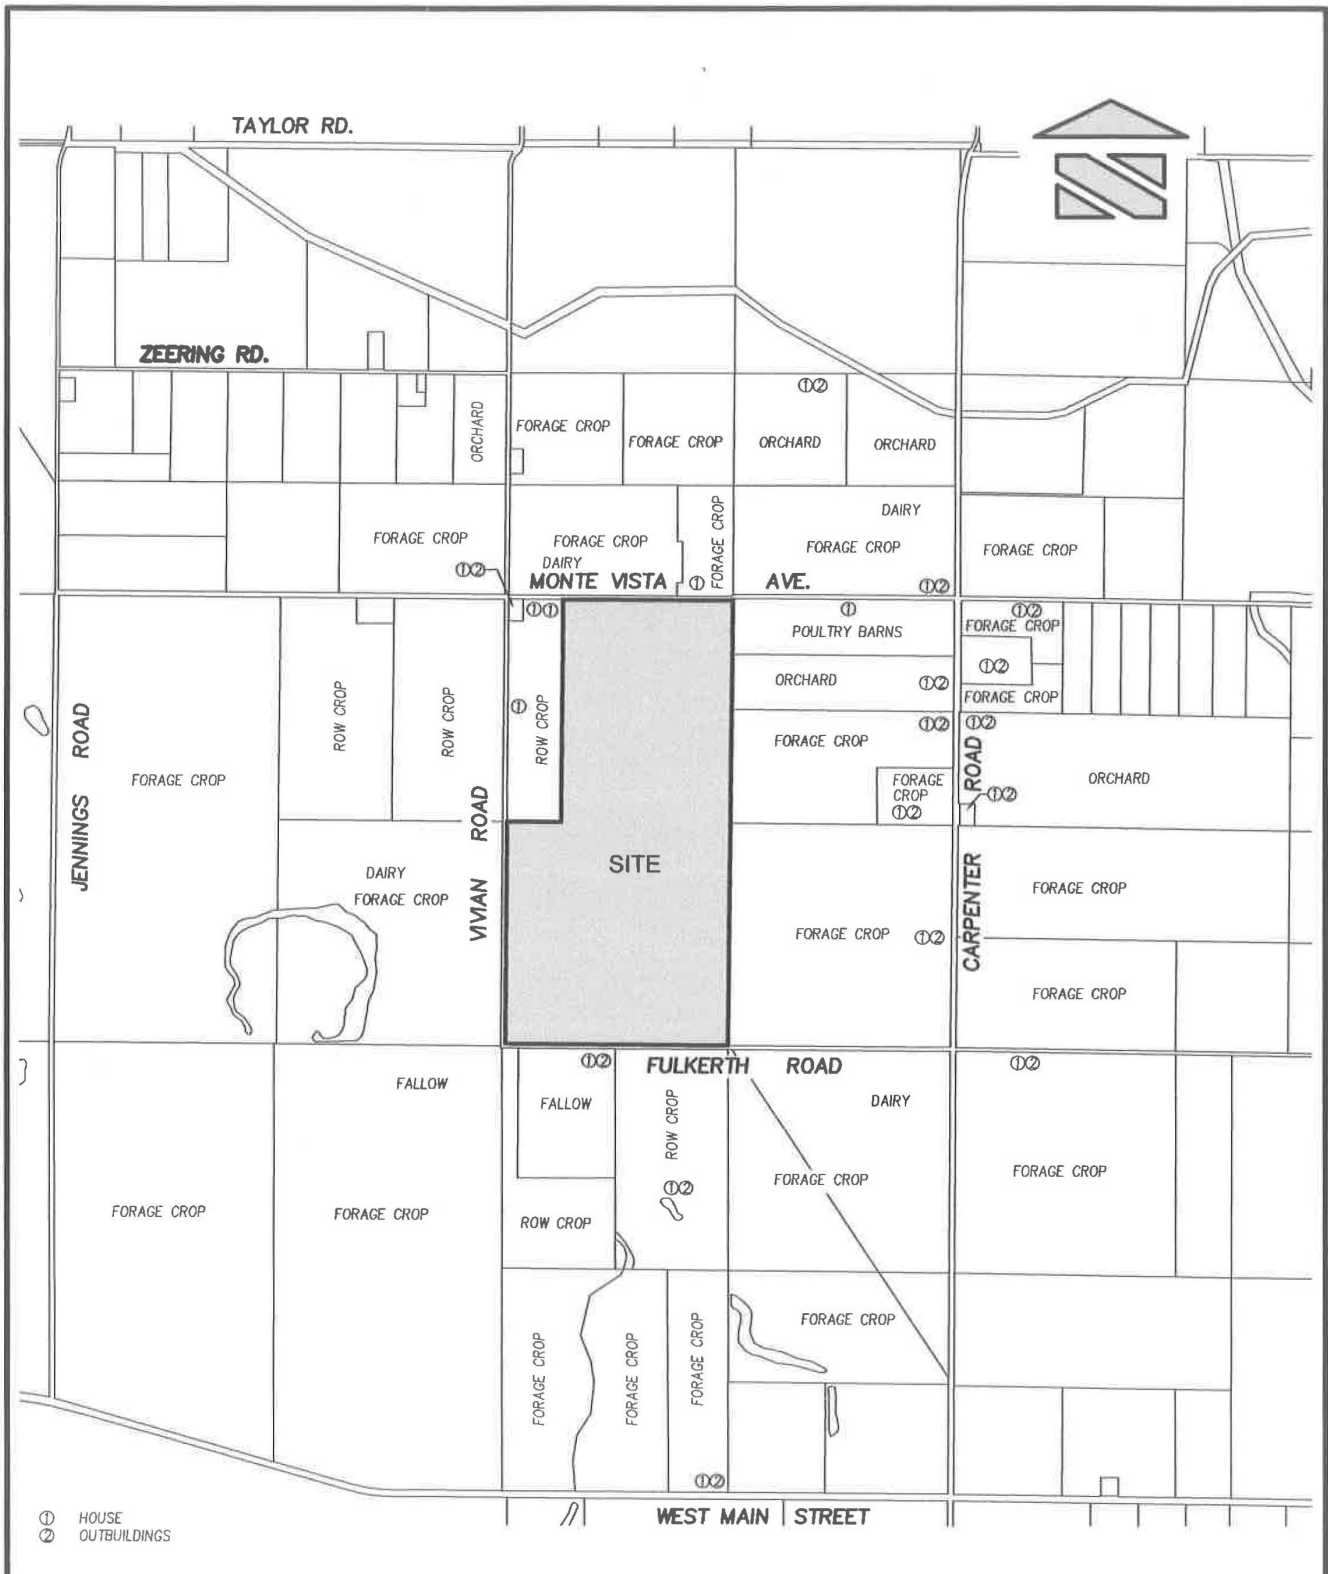 TAYLOR RD.
ZEERING RD.
①②
ORCHARD
FORAGE CROP
FORAGE CROP
ORCHARD
ORCHARD
DAIRY
FORAGE CROP
FORAGE CROP
DAIRY
FORAGE CROP
FORAGE CROP
FORAGE CROP
①②
MONTE VISTA
①
AVE.
①②
①①
①
POULTRY BARNS
①②
FORAGE CROP
①②
FORAGE CROP
ORCHARD
①②
ROW CROP
ROW CROP
①
ROW CROP
①②
①②
FORAGE CROP
JENNINGS ROAD
FORAGE CROP
VIVIAN ROAD
FORAGE
CROP
①②
CARPENTER ROAD
①②
ORCHARD
SITE
DAIRY
FORAGE CROP
FORAGE CROP
FORAGE CROP
①②
FORAGE CROP
①②
FULKERTH ROAD
①②
FALLOW
FALLOW
ROW CROP
①②
DAIRY
FORAGE CROP
FORAGE CROP
FORAGE CROP
FORAGE CROP
ROW CROP
FORAGE CROP
FORAGE CROP
FORAGE CROP
FORAGE CROP
①②
WEST MAIN STREET
① HOUSE
② OUTBUILDINGS